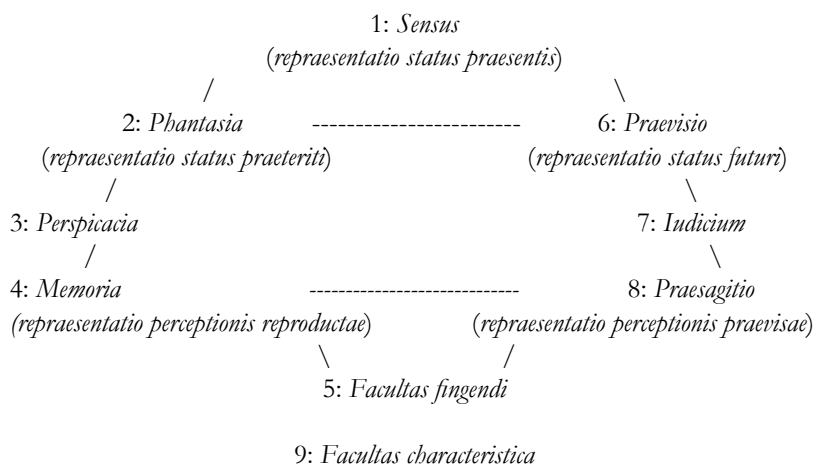 1: Sensus
(repraesentatio status praesentis)
/ \
2: Phantasia ------------------------ 6: Praevisio
(repraesentatio status praeteriti) (repraesentatio status futuri)
/ \
3: Perspicacia 7: Iudicium
/ \
4: Memoria ---------------------------- 8: Praesagitio
(repraesentatio perceptionis reproductae) (repraesentatio perceptionis praevisae)
\ /
5: Facultas fingendi
9: Facultas characteristica